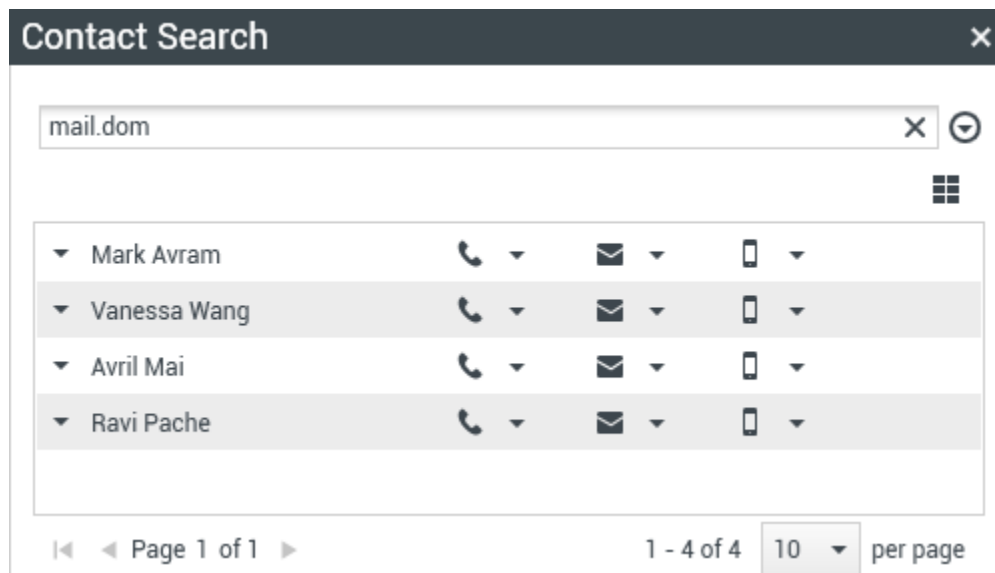 Contact Search
mail.dom
Mark Avram
Vanessa Wang
Avril Mai
Ravi Pache
Page 1 of 1 1 - 4 of 4 10 per page